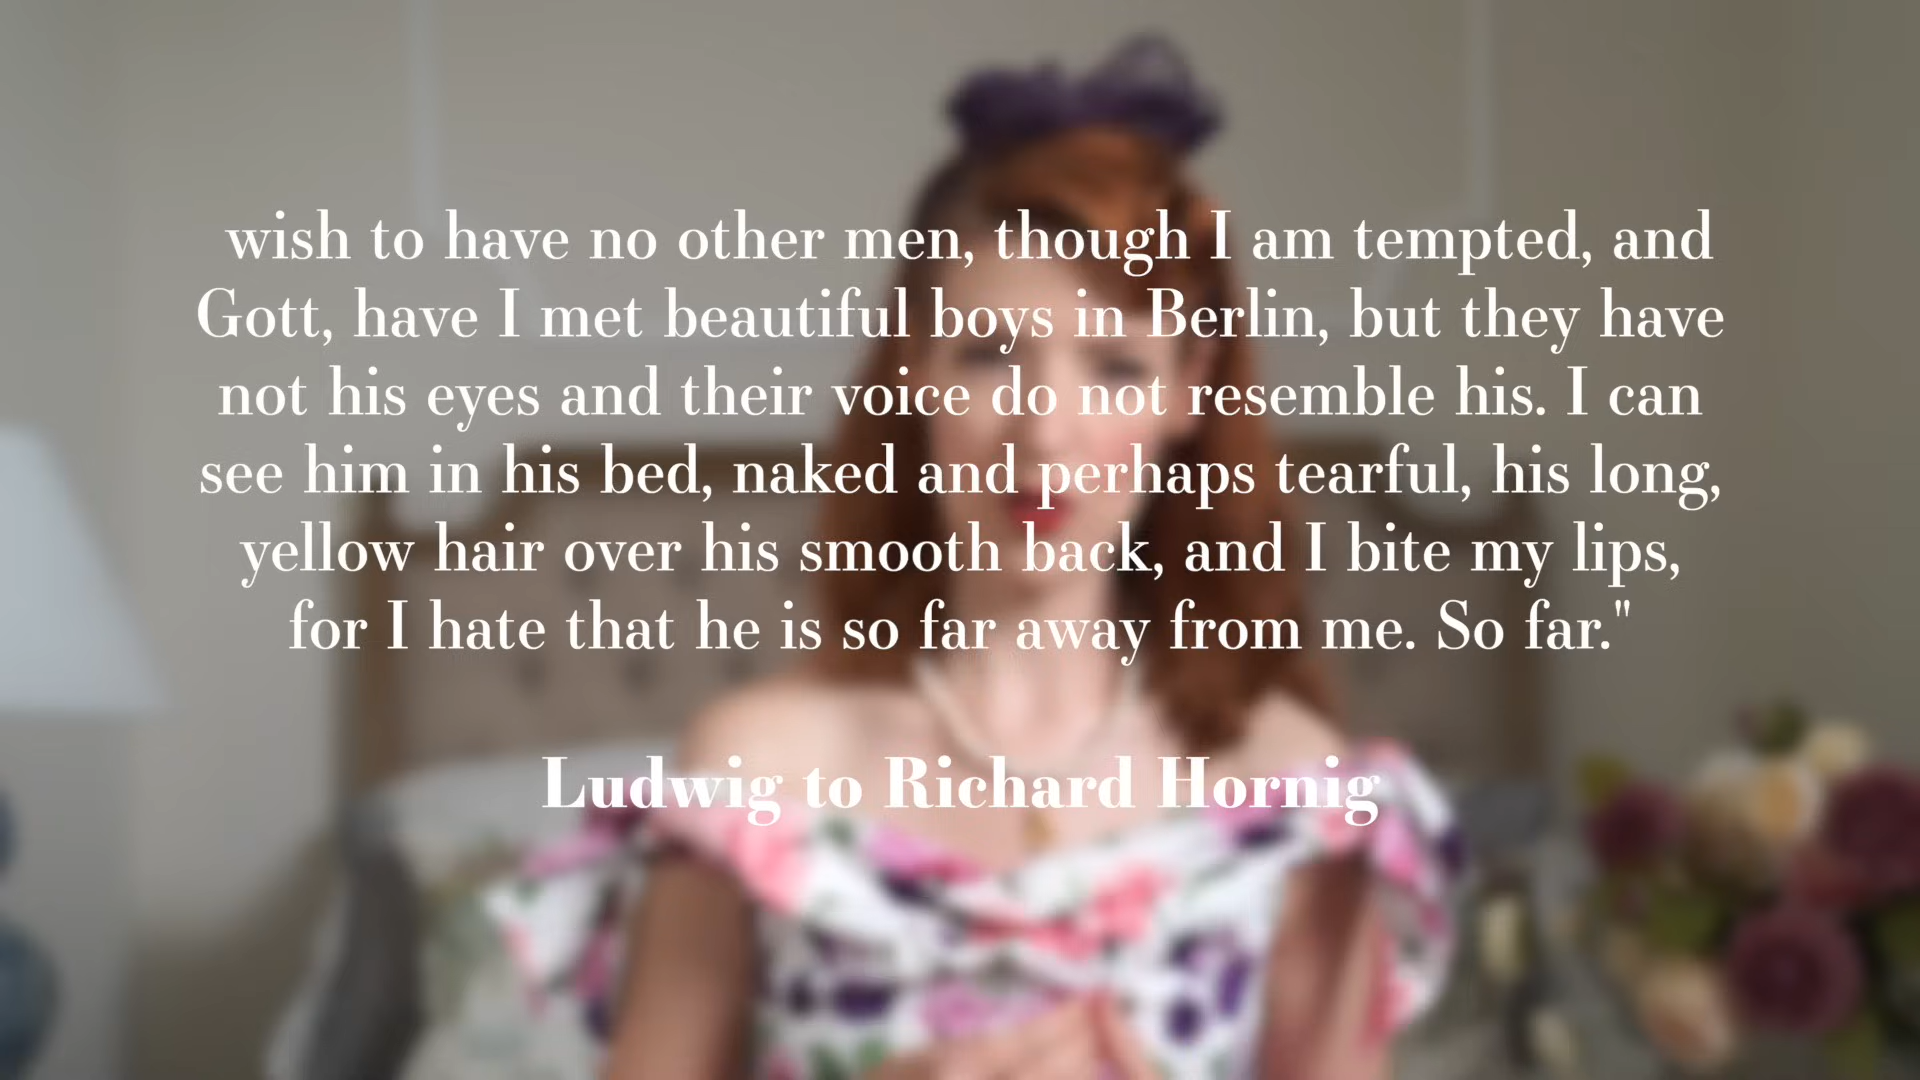 wish to have no other men, though I am tempted, and
Gott, have I met beautiful boys in Berlin, but they have
not his eyes and their voice do not resemble his. I can
see him in his bed, naked and perhaps tearful, his long,
yellow hair over his smooth back, and I bite my lips,
for I hate that he is so far away from me. So far."
Ludwig to Richard Hornig